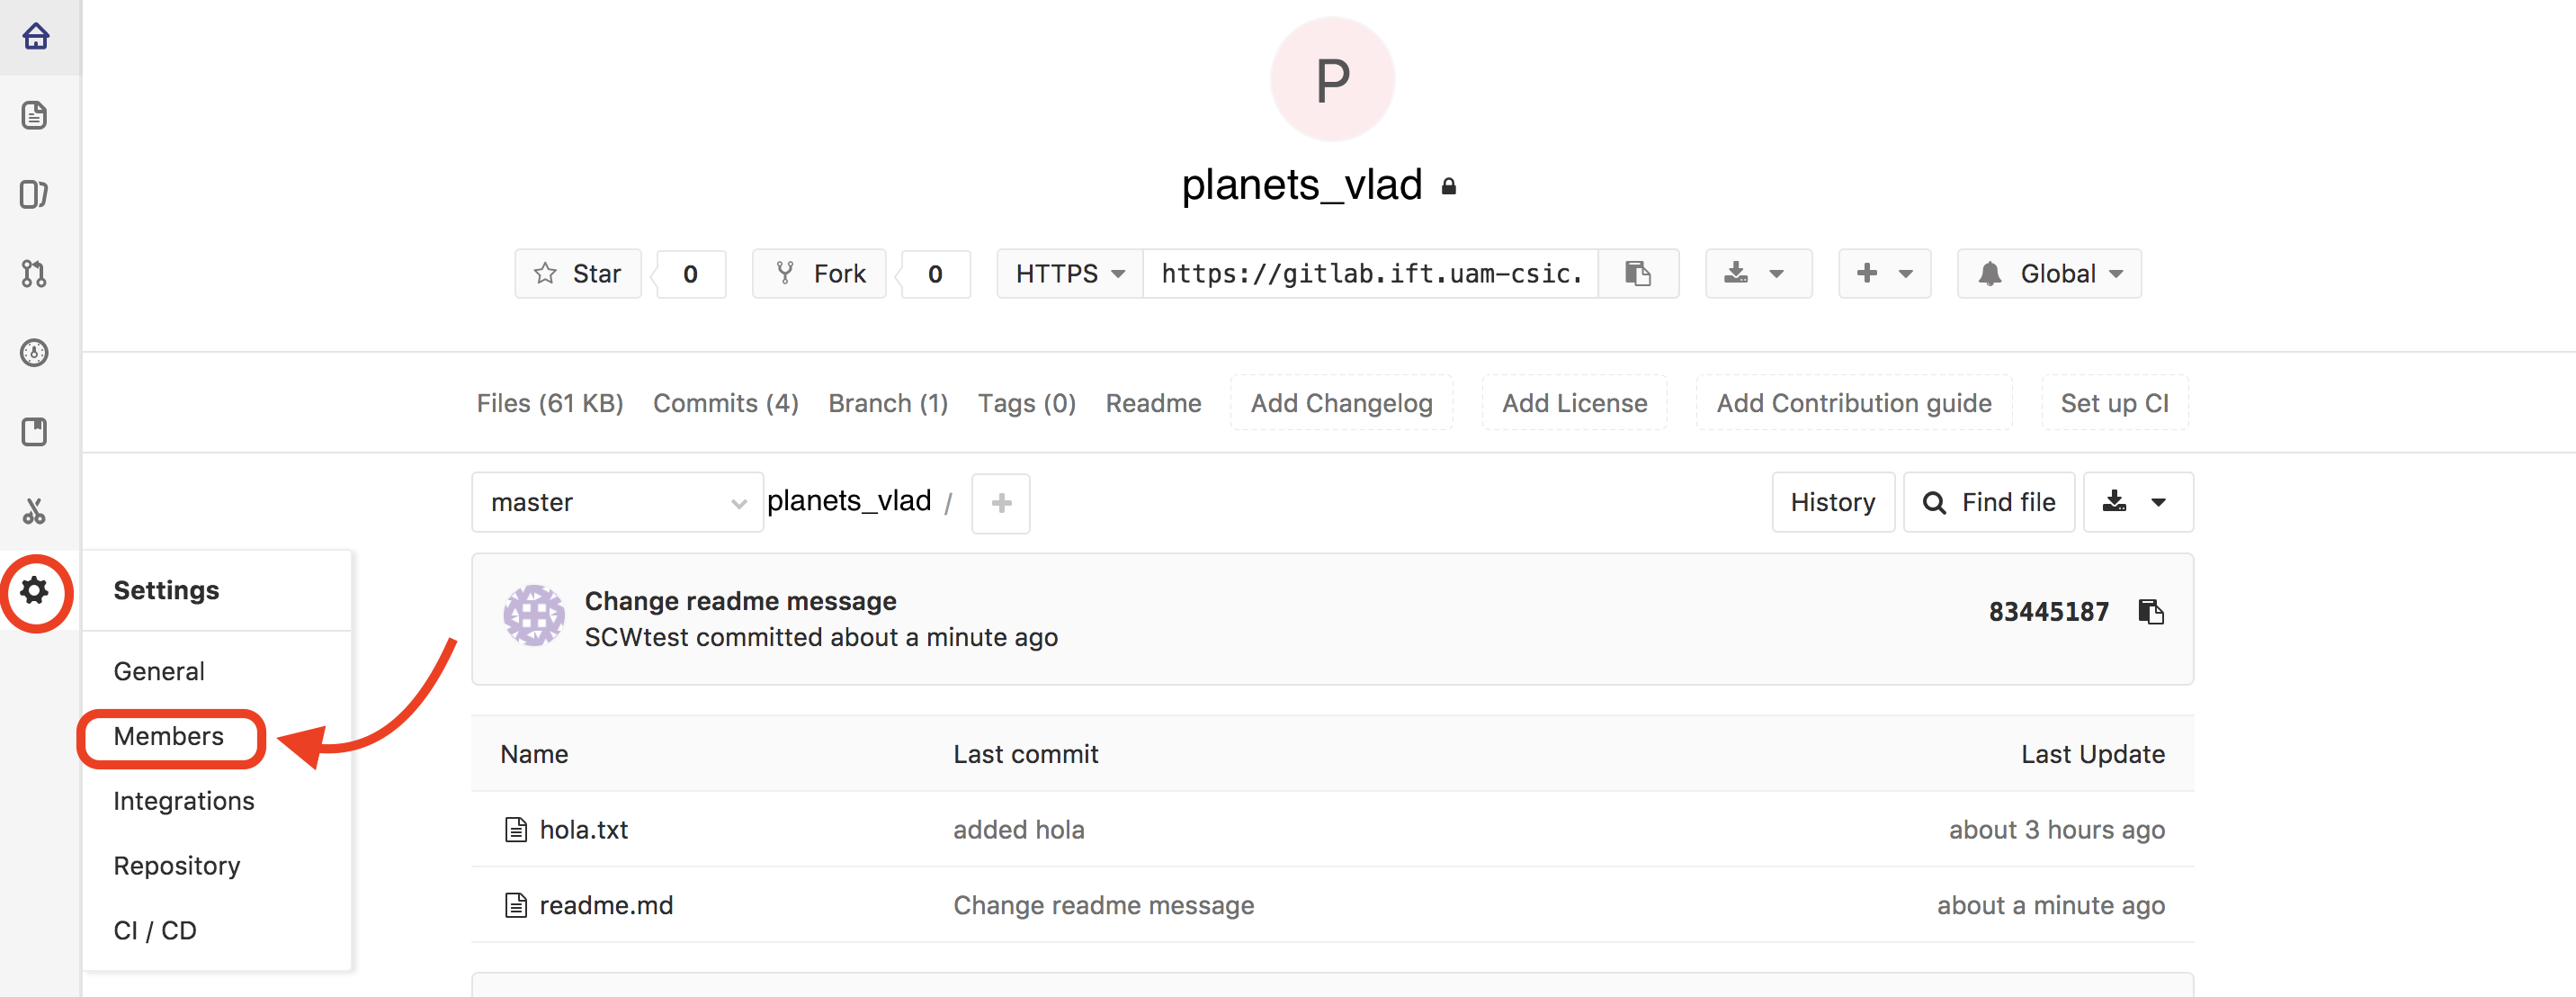 P
planets_vlad
Star 0 Fork 0 HTTPS https://gitlab.ift.uam-csic. Global
Files (61 KB) Commits (4) Branch (1) Tags (0) Readme Add Changelog Add License Add Contribution guide Set up CI
master planets_vlad / + History Find file
Settings
General
Members
Integrations
Repository
CI / CD
Change readme message
SCWtest committed about a minute ago
83445187
Name Last commit Last Update
hola.txt added hola about 3 hours ago
readme.md Change readme message about a minute ago